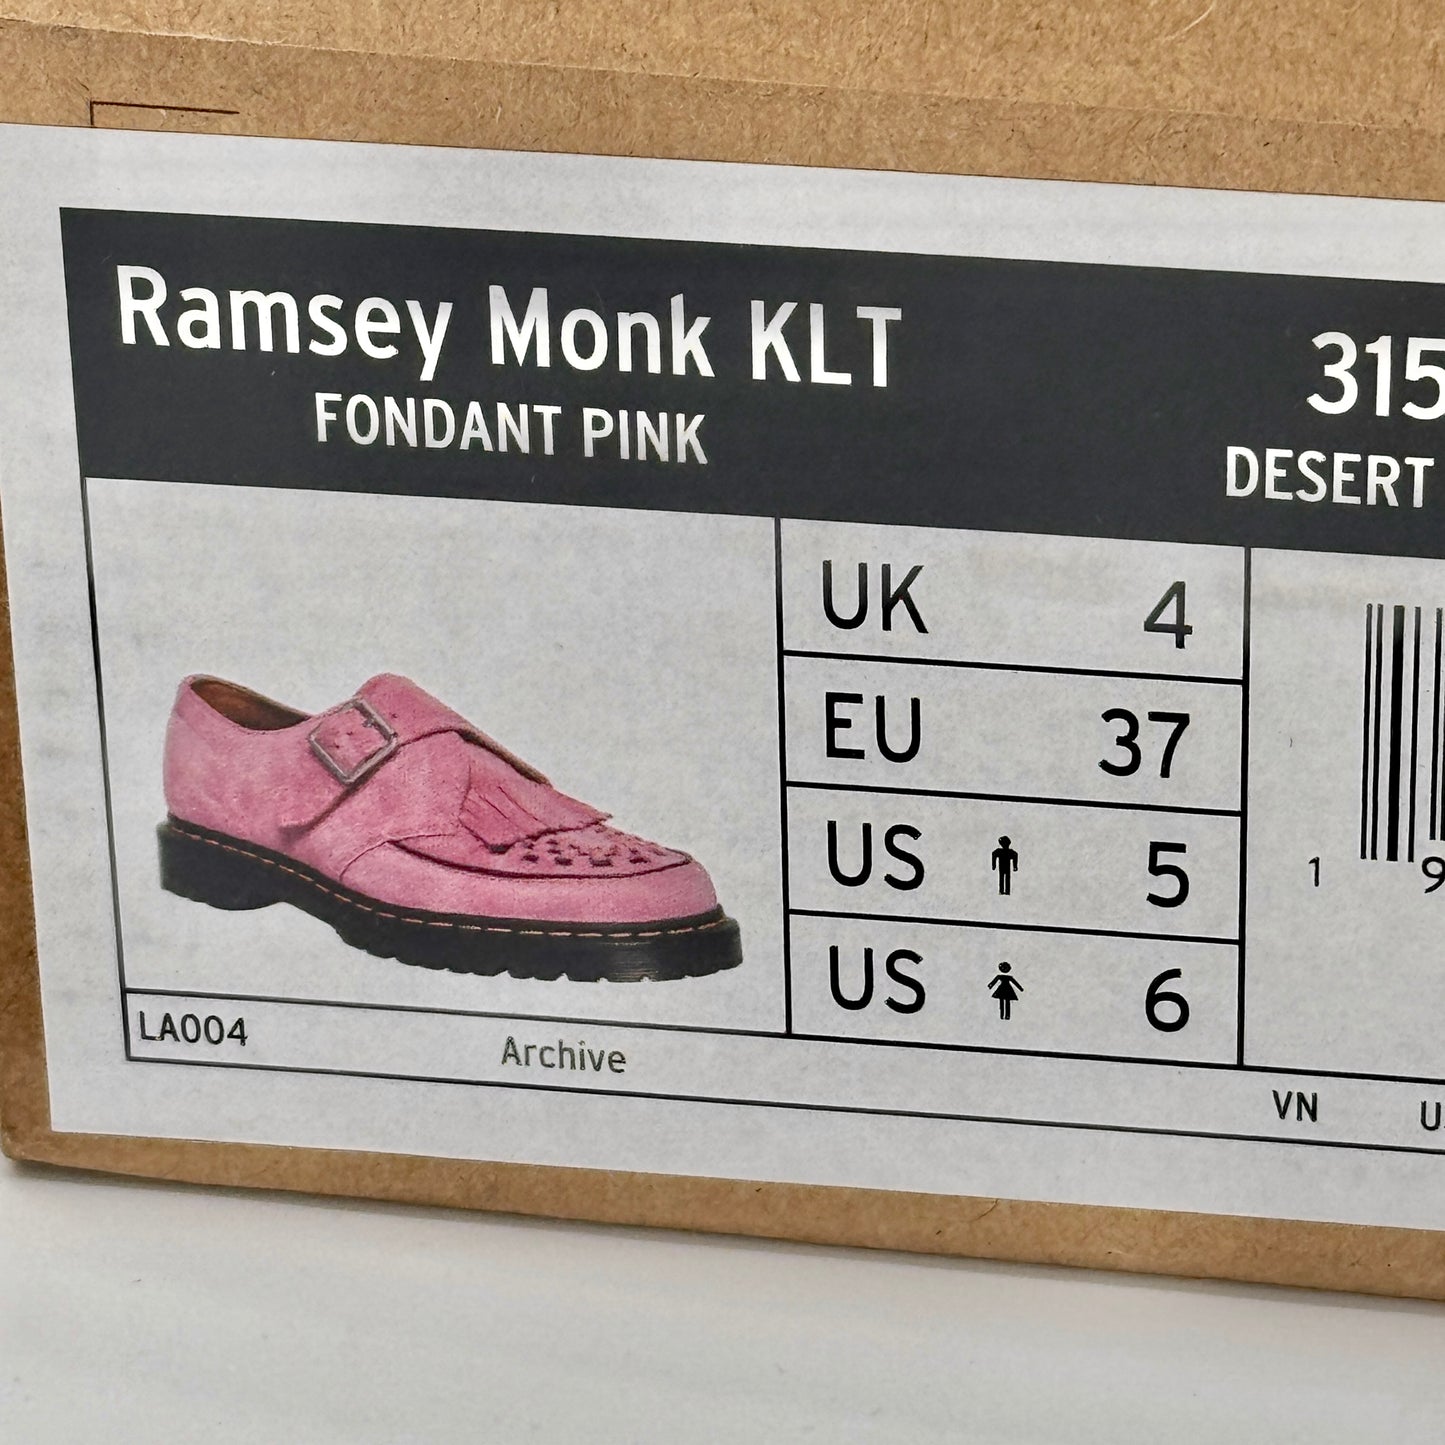 Ramsey Monk KLT 315
FONDANT PINK DESERT
UK 4
EU 37
US 5
US 6
1 9
LA004 Archive
VN